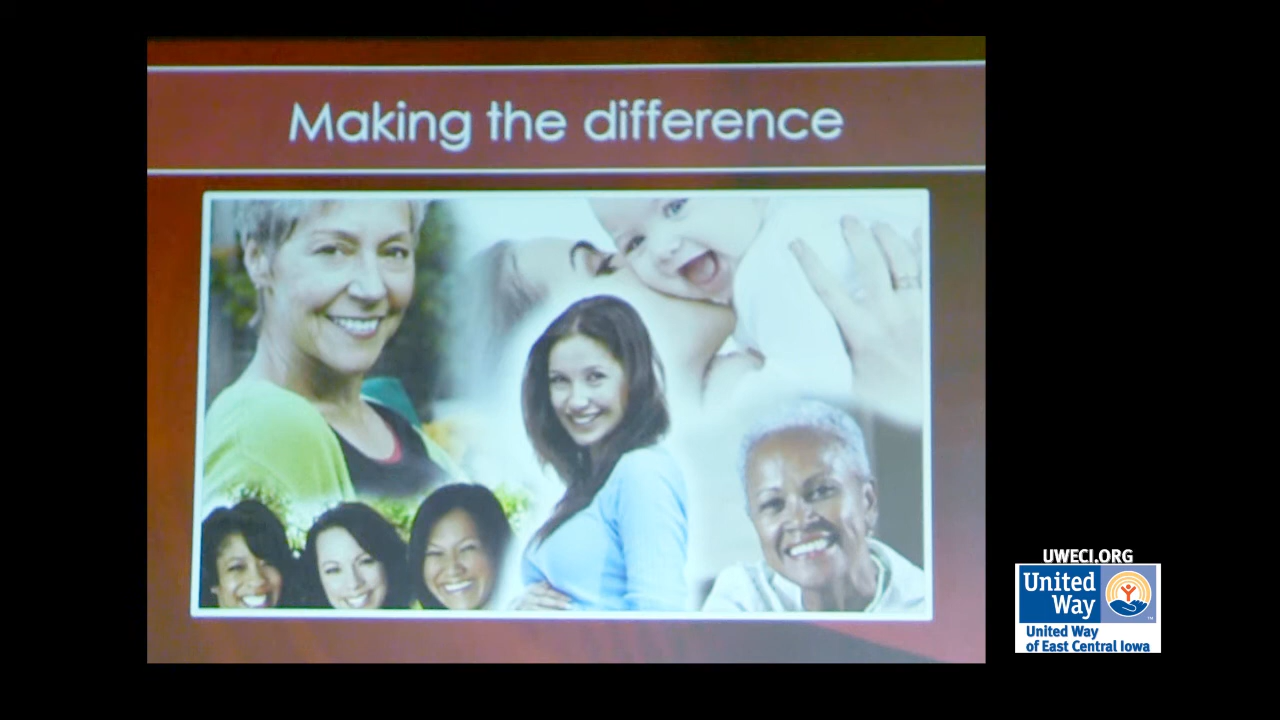 Making the difference
UWECI.ORG
United
Way
United Way
of East Central Iowa